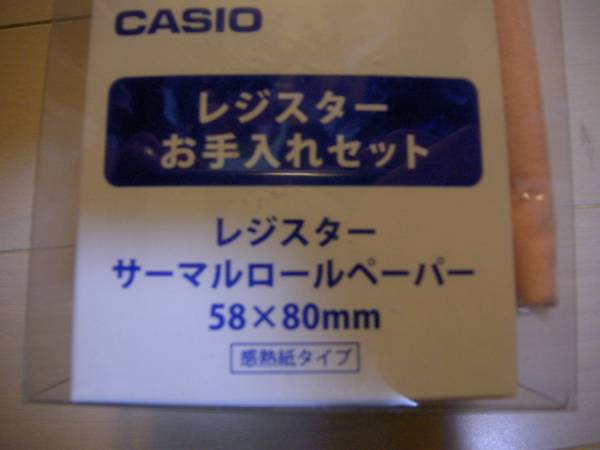 CASIO
レジスター
お手入れセット
レジスター
サーマルロールペーパー
58×80mm
感熱紙タイプ